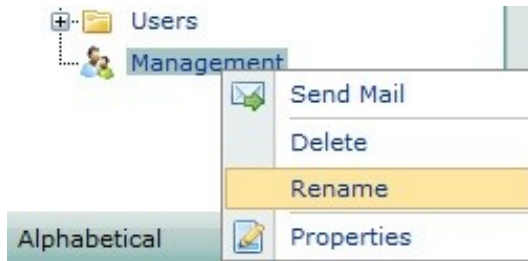 Users
Management
Send Mail
Delete
Rename
Alphabetical
Properties